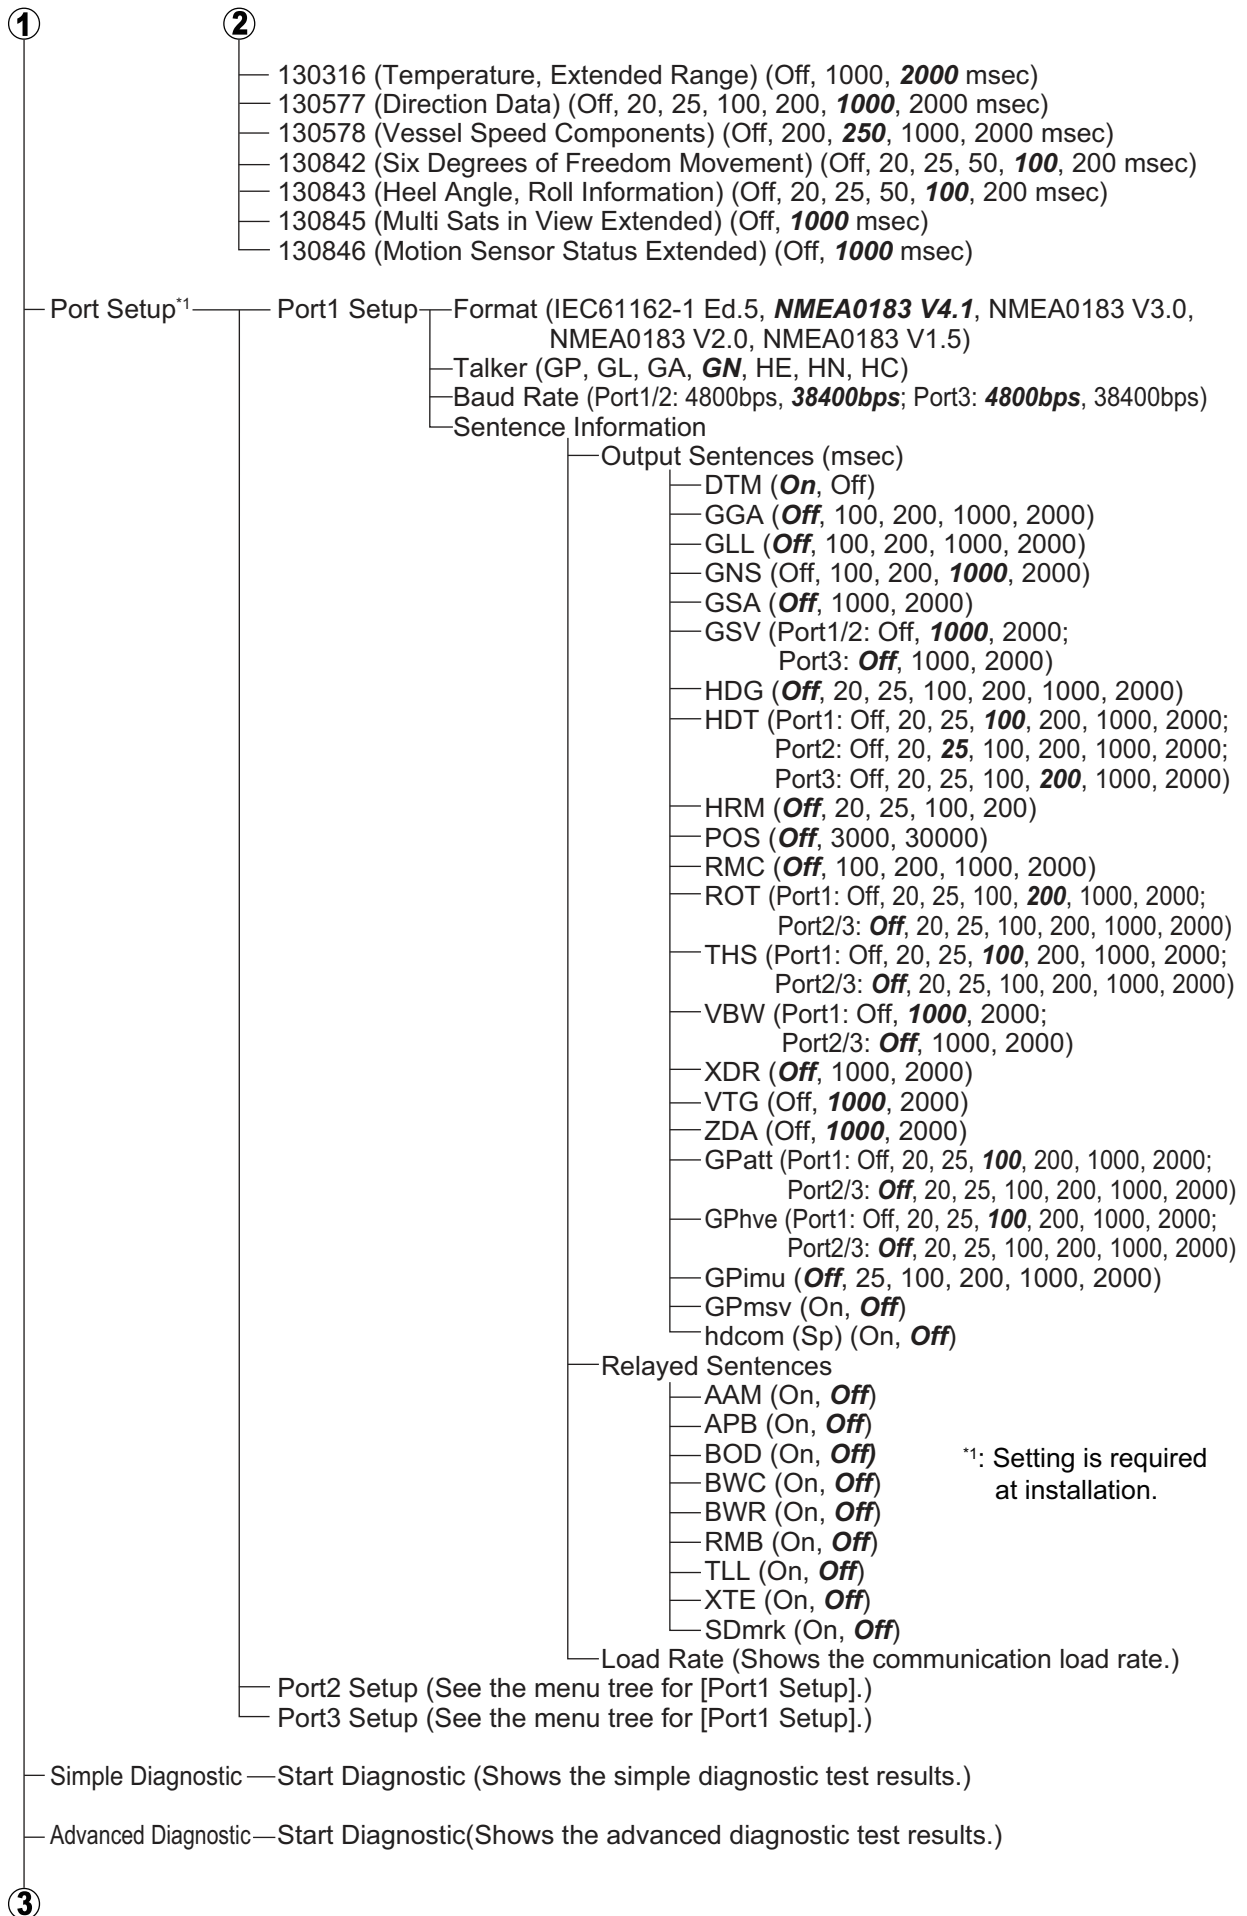 1 2
130316 (Temperature, Extended Range) (Off, 1000, 2000 msec)
130577 (Direction Data) (Off, 20, 25, 100, 200, 1000, 2000 msec)
130578 (Vessel Speed Components) (Off, 200, 250, 1000, 2000 msec)
130842 (Six Degrees of Freedom Movement) (Off, 20, 25, 50, 100, 200 msec)
130843 (Heel Angle, Roll Information) (Off, 20, 25, 50, 100, 200 msec)
130845 (Multi Sats in View Extended) (Off, 1000 msec)
130846 (Motion Sensor Status Extended) (Off, 1000 msec)
Port Setup*1 Port1 Setup Format (IEC61162-1 Ed.5, NMEA0183 V4.1, NMEA0183 V3.0,
NMEA0183 V2.0, NMEA0183 V1.5)
Talker (GP, GL, GA, GN, HE, HN, HC)
Baud Rate (Port1/2: 4800bps, 38400bps; Port3: 4800bps, 38400bps)
Sentence Information
Output Sentences (msec)
DTM (On, Off)
GGA (Off, 100, 200, 1000, 2000)
GLL (Off, 100, 200, 1000, 2000)
GNS (Off, 100, 200, 1000, 2000)
GSA (Off, 1000, 2000)
GSV (Port1/2: Off, 1000, 2000;
Port3: Off, 1000, 2000)
HDG (Off, 20, 25, 100, 200, 1000, 2000)
HDT (Port1: Off, 20, 25, 100, 200, 1000, 2000;
Port2: Off, 20, 25, 100, 200, 1000, 2000;
Port3: Off, 20, 25, 100, 200, 1000, 2000)
HRM (Off, 20, 25, 100, 200)
POS (Off, 3000, 30000)
RMC (Off, 100, 200, 1000, 2000)
ROT (Port1: Off, 20, 25, 100, 200, 1000, 2000;
Port2/3: Off, 20, 25, 100, 200, 1000, 2000)
THS (Port1: Off, 20, 25, 100, 200, 1000, 2000;
Port2/3: Off, 20, 25, 100, 200, 1000, 2000)
VBW (Port1: Off, 1000, 2000;
Port2/3: Off, 1000, 2000)
XDR (Off, 1000, 2000)
VTG (Off, 1000, 2000)
ZDA (Off, 1000, 2000)
GPatt (Port1: Off, 20, 25, 100, 200, 1000, 2000;
Port2/3: Off, 20, 25, 100, 200, 1000, 2000)
GPhve (Port1: Off, 20, 25, 100, 200, 1000, 2000;
Port2/3: Off, 20, 25, 100, 200, 1000, 2000)
GPimu (Off, 25, 100, 200, 1000, 2000)
GPmsv (On, Off)
hdcom (Sp) (On, Off)
Relayed Sentences
AAM (On, Off)
APB (On, Off)
BOD (On, Off)
BWC (On, Off)
BWR (On, Off)
RMB (On, Off)
TLL (On, Off)
XTE (On, Off)
SDmrk (On, Off)
*1: Setting is required
at installation.
Load Rate (Shows the communication load rate.)
Port2 Setup (See the menu tree for [Port1 Setup].)
Port3 Setup (See the menu tree for [Port1 Setup].)
Simple Diagnostic Start Diagnostic (Shows the simple diagnostic test results.)
Advanced Diagnostic Start Diagnostic(Shows the advanced diagnostic test results.)
3